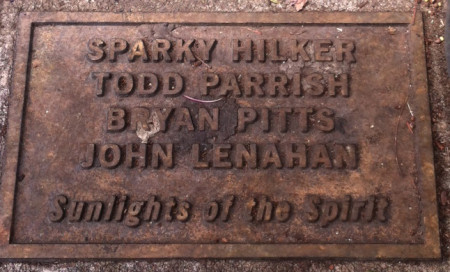 SPARKY HILKER
TODD PARRISH
BRYAN PITTS
JOHN LENAHAN
Sunlights of the Spirit